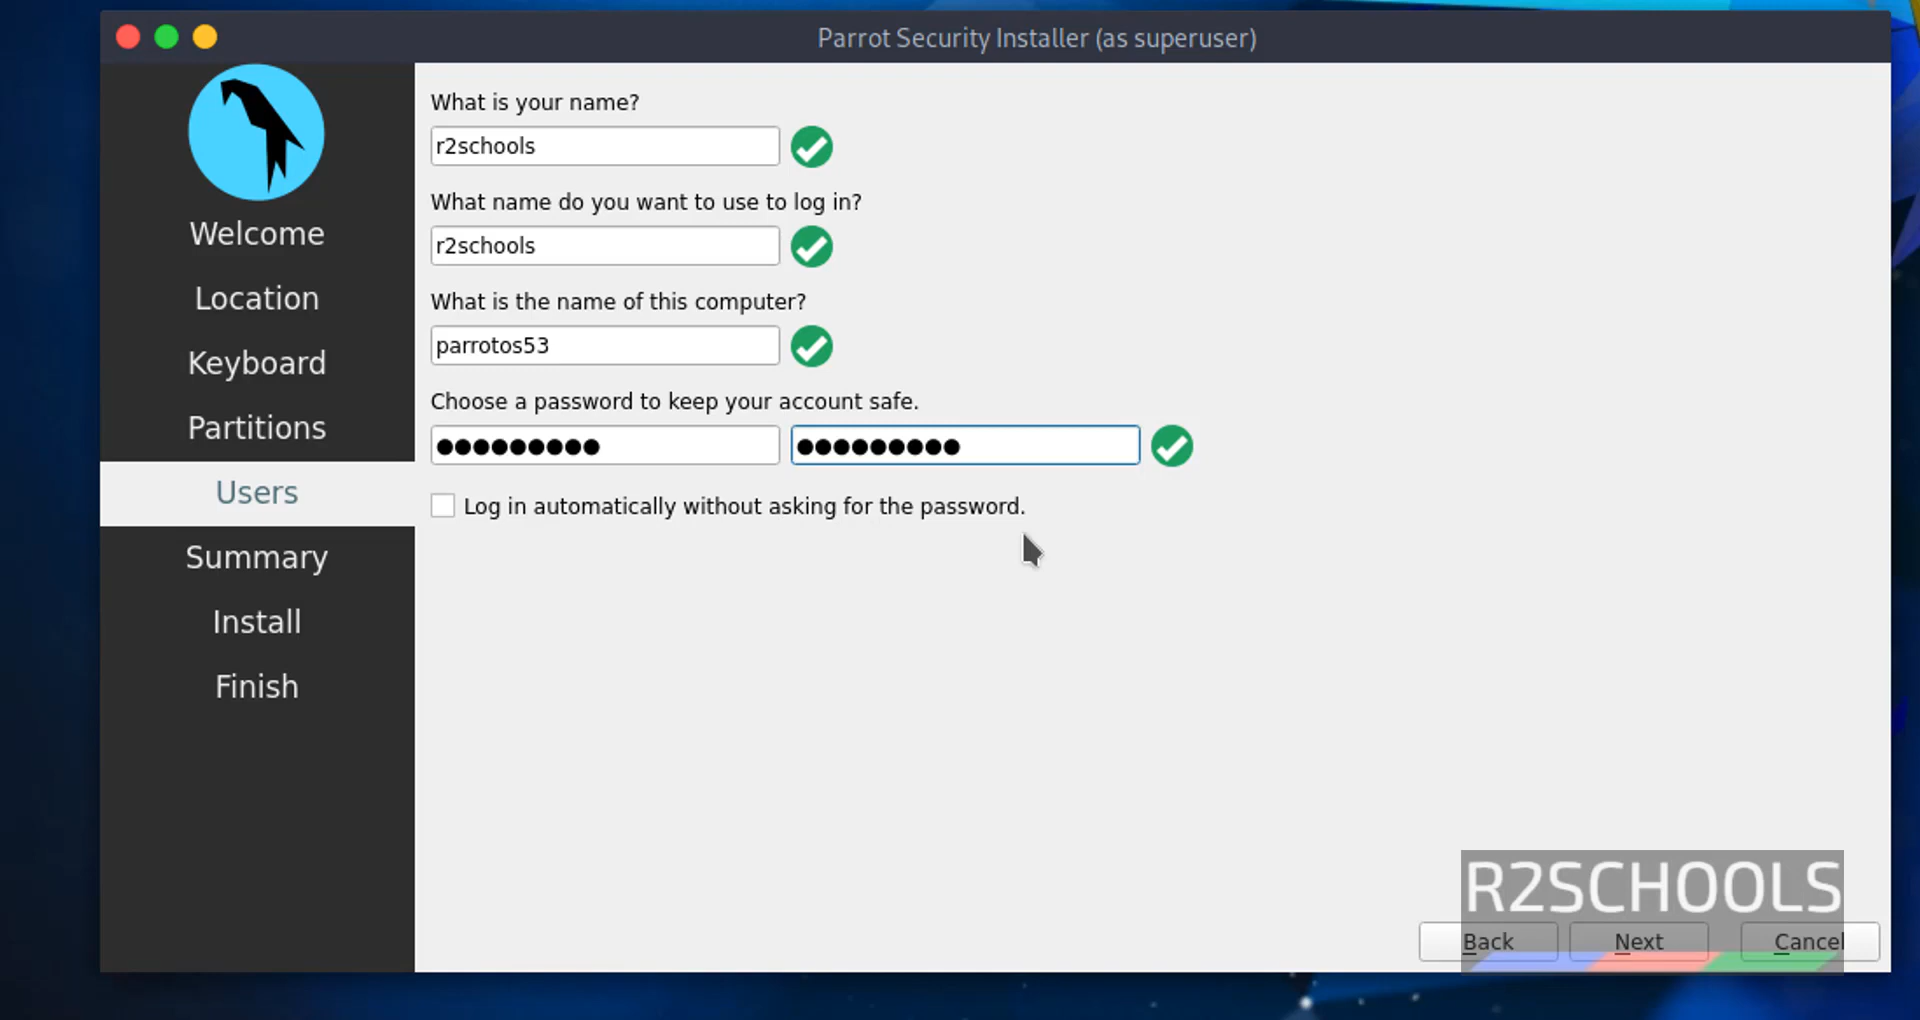 Parrot Security Installer (as superuser)
Welcome
Location
Keyboard
Partitions
Users
Summary
Install
Finish
What is your name?
r2schools
What name do you want to use to log in?
r2schools
What is the name of this computer?
parrotos53
Choose a password to keep your account safe.
●●●●●●●●● ●●●●●●●●●
Log in automatically without asking for the password.
R2SCHOOLS
Back Next Cancel